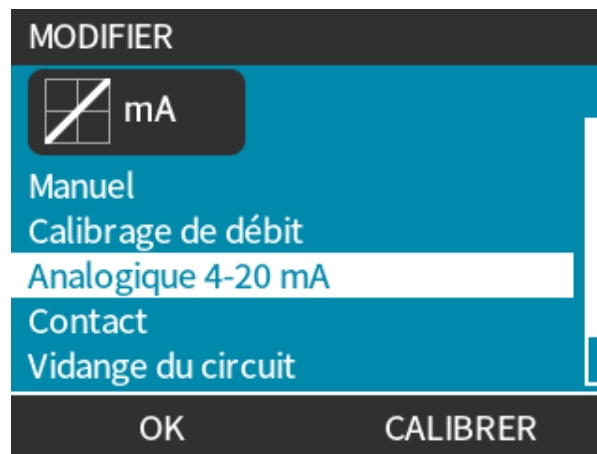 MODIFIER
mA
Manuel
Calibrage de débit
Analogique 4-20 mA
Contact
Vidange du circuit
OK CALIBRER